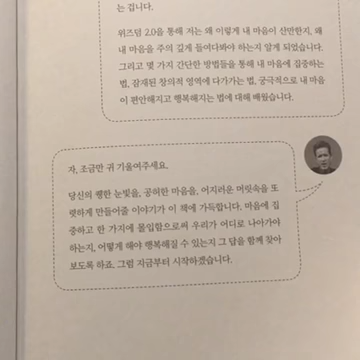 는 겁니다.
위즈덤 2.0을 통해 저는 왜 이렇게 내 마음이 산만한지, 왜
내 마음을 주의 깊게 들여다봐야 하는지 알게 되었습니다.
그리고 몇 가지 간단한 방법들을 통해 내 마음에 집중하는
법, 잠재된 창의적 영역에 다가가는 법, 궁극적으로 내 마음
이 편안해지고 행복해지는 법에 대해 배웠습니다.
자, 조금만 귀 기울여주세요.
당신의 퀭한 눈빛을, 공허한 마음을, 어지러운 머릿속을 또
렷하게 만들어줄 이야기가 이 책에 가득합니다. 마음에 집
중하고 한 가지에 몰입함으로써 우리가 어디로 나아가야
하는지, 어떻게 해야 행복해질 수 있는지 그 답을 함께 찾아
보도록 하죠. 그럼 지금부터 시작하겠습니다.